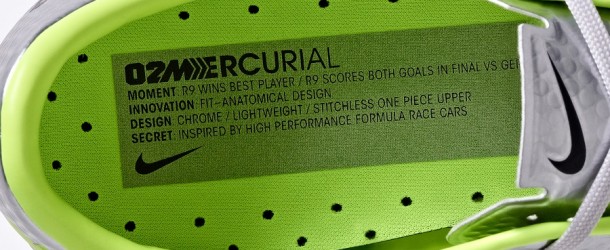 02MERCURIAL
MOMENT: R9 WINS BEST PLAYER / R9 SCORES BOTH GOALS IN FINAL VS
INNOVATION: FIT–ANATOMICAL DESIGN
DESIGN: CHROME / LIGHTWEIGHT / STITCHLESS ONE PIECE UPPER
SECRET: INSPIRED BY HIGH PERFORMANCE FORMULA RACE CARS